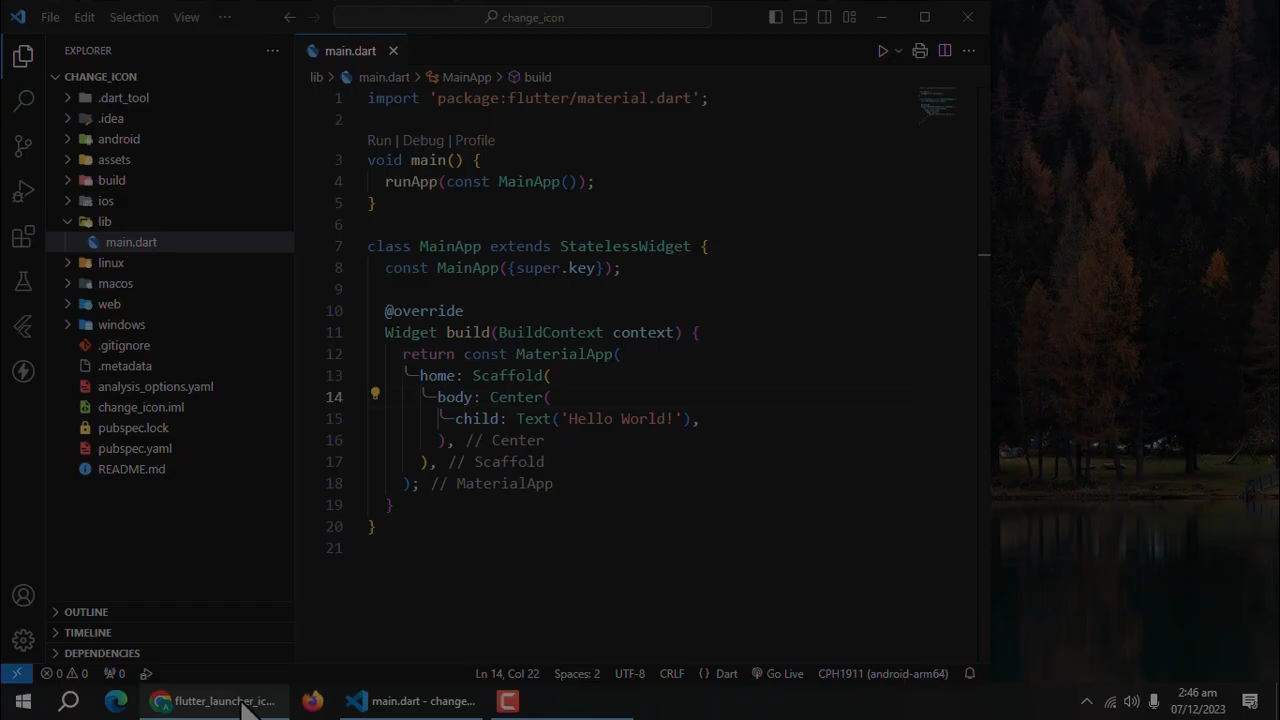 File Edit Selection View ··· change_icon
EXPLORER ···
CHANGE_ICON
.dart_tool
.idea
android
assets
build
ios
lib
main.dart
linux
macos
web
windows
.gitignore
.metadata
analysis_options.yaml
change_icon.iml
pubspec.lock
pubspec.yaml
README.md
OUTLINE
TIMELINE
DEPENDENCIES
main.dart
lib > main.dart > MainApp > build
1 import 'package:flutter/material.dart';
2
Run | Debug | Profile
3 void main() {
4 runApp(const MainApp());
5 }
6
7 class MainApp extends StatelessWidget {
8 const MainApp({super.key});
9
10 @override
11 Widget build(BuildContext context) {
12 return const MaterialApp(
13 home: Scaffold(
14 body: Center(
15 child: Text('Hello World!'),
16 ), // Center
17 ), // Scaffold
18 ); // MaterialApp
19 }
20 }
21
0 0 0 Ln 14, Col 22 Spaces: 2 UTF-8 CRLF {} Dart Go Live CPH1911 (android-arm64)
flutter_launcher_ic... main.dart - change... 2:46 am
07/12/2023